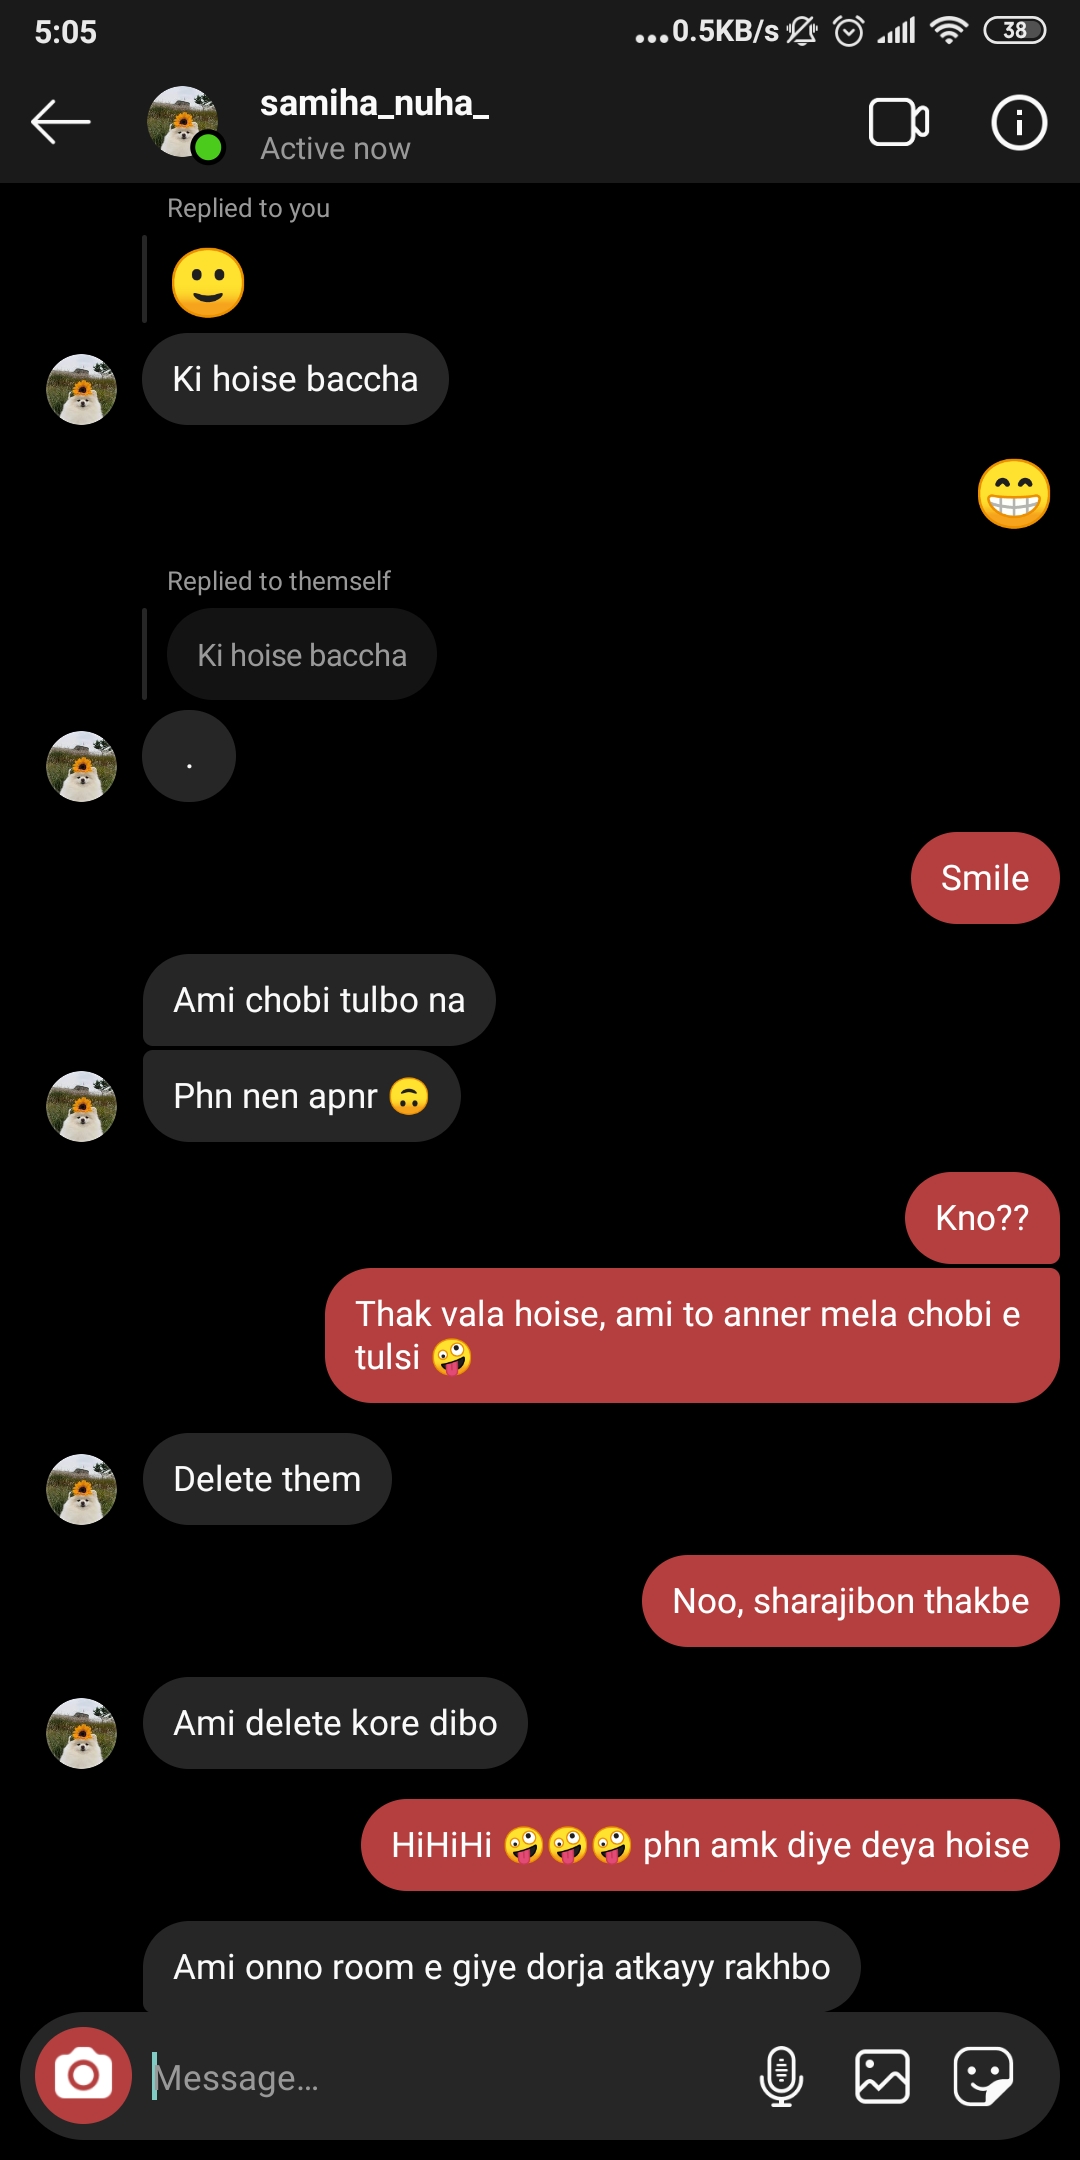 5:05
...0.5KB/s
38
samiha_nuha_
Active now
Replied to you
🙂
Ki hoise baccha
😁
Replied to themself
Ki hoise baccha
.
Smile
Ami chobi tulbo na
Phn nen apnr 🙃
Kno??
Thak vala hoise, ami to anner mela chobi e
tulsi 🤪
Delete them
Noo, sharajibon thakbe
Ami delete kore dibo
HiHiHi 🤪🤪🤪 phn amk diye deya hoise
Ami onno room e giye dorja atkayy rakhbo
Message...